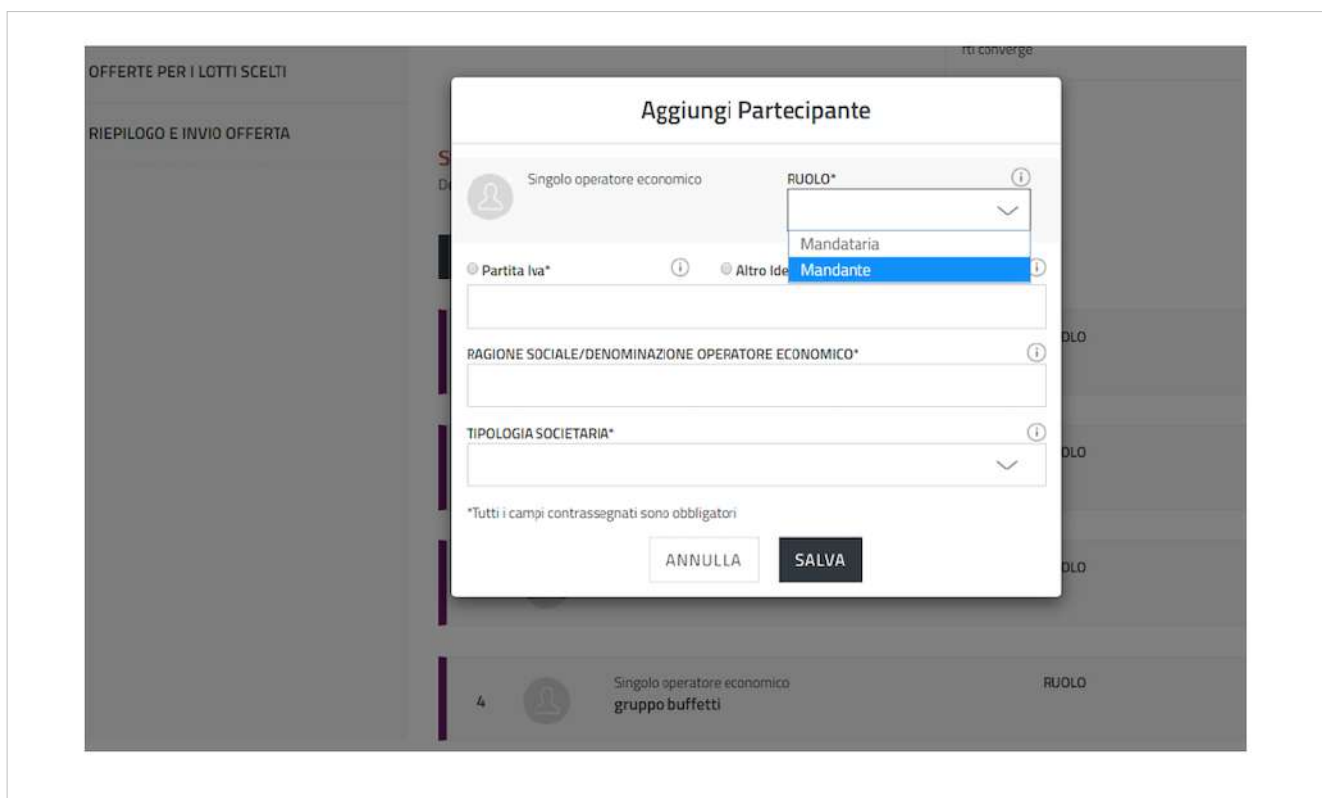 rti converge
OFFERTE PER I LOTTI SCELTI
RIEPILOGO E INVIO OFFERTA
Aggiungi Partecipante
S
Singolo operatore economico
RUOLO*
De
Mandataria
Mandante
Partita Iva*
Altro Ide
OLO
RAGIONE SOCIALE/DENOMINAZIONE OPERATORE ECONOMICO*
TIPOLOGIA SOCIETARIA*
OLO
*Tutti i campi contrassegnati sono obbligatori
ANNULLA
SALVA
OLO
Singolo operatore economico
RUOLO
4
gruppo buffetti